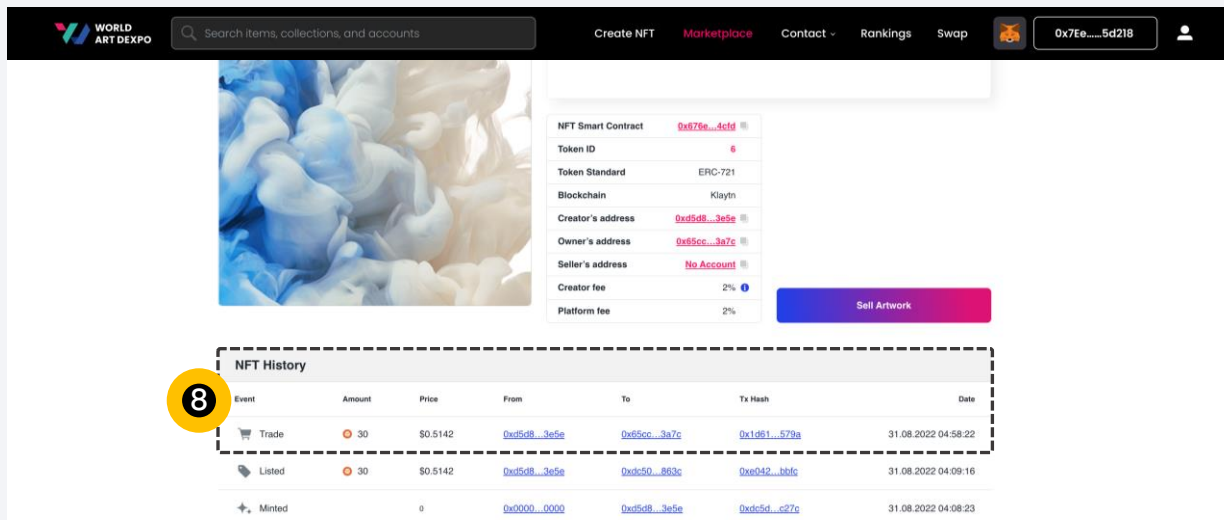 WORLD
ART DEXPO
Search items, collections, and accounts
Create NFT Marketplace Contact Rankings Swap 0x7Ee......5d218
NFT Smart Contract 0x676e...4cfd
Token ID 6
Token Standard ERC-721
Blockchain Klaytn
Creator's address 0xd5d8...3e5e
Owner's address 0x65cc...3a7c
Seller's address No Account
Creator fee 2%
Platform fee 2%
Sell Artwork
NFT History
8
Event Amount Price From To Tx Hash Date
Trade 30 $0.5142 0xd5d8...3e5e 0x65cc...3a7c 0x1d61...579a 31.08.2022 04:58:22
Listed 30 $0.5142 0xd5d8...3e5e 0xdc50...863c 0xe042...bbfc 31.08.2022 04:09:16
Minted 0 0x0000...0000 0xd5d8...3e5e 0xdc5d...c27c 31.08.2022 04:08:23